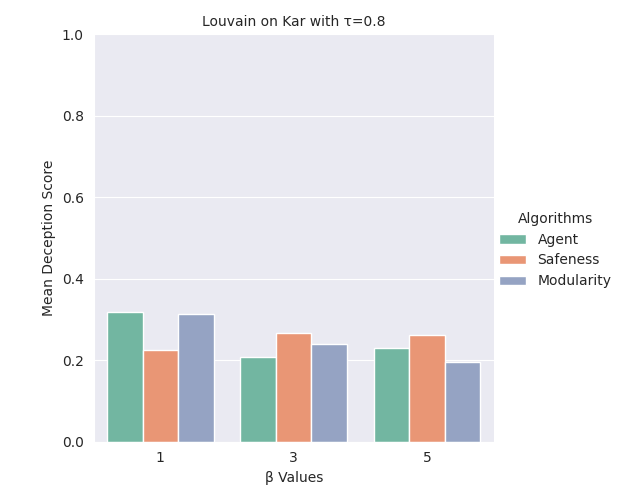 Louvain on Kar with τ=0.8
1.0
0.8
0.6
0.4
0.2
0.0
Mean Deception Score
1 3 5
β Values
Algorithms
Agent
Safeness
Modularity